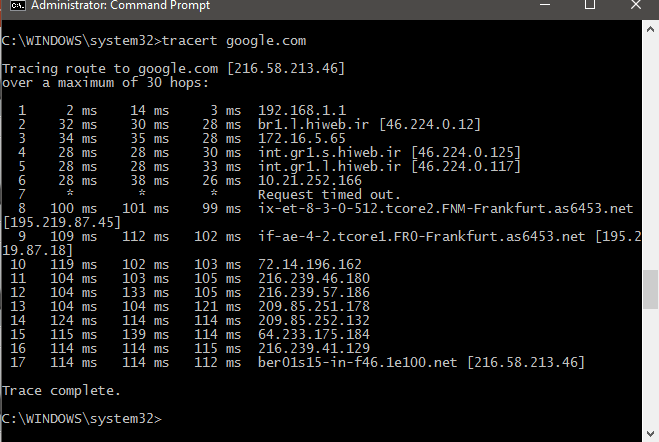 Administrator: Command Prompt
C:\WINDOWS\system32>tracert google.com
Tracing route to google.com [216.58.213.46]
over a maximum of 30 hops:
1 2 ms 14 ms 3 ms 192.168.1.1
2 32 ms 30 ms 28 ms br1.l.hiweb.ir [46.224.0.12]
3 34 ms 35 ms 28 ms 172.16.5.65
4 28 ms 28 ms 30 ms int.gr1.s.hiweb.ir [46.224.0.125]
5 28 ms 28 ms 33 ms int.gr1.l.hiweb.ir [46.224.0.117]
6 28 ms 38 ms 26 ms 10.21.252.166
7 * * * Request timed out.
8 100 ms 101 ms 99 ms ix-et-8-3-0-512.tcore2.FNM-Frankfurt.as6453.net
[195.219.87.45]
9 109 ms 112 ms 102 ms if-ae-4-2.tcore1.FR0-Frankfurt.as6453.net [195.2
19.87.18]
10 119 ms 102 ms 103 ms 72.14.196.162
11 104 ms 103 ms 105 ms 216.239.46.180
12 104 ms 133 ms 105 ms 216.239.57.186
13 104 ms 104 ms 121 ms 209.85.251.178
14 124 ms 114 ms 114 ms 209.85.252.132
15 115 ms 139 ms 114 ms 64.233.175.184
16 114 ms 114 ms 115 ms 216.239.41.129
17 114 ms 114 ms 112 ms ber01s15-in-f46.1e100.net [216.58.213.46]
Trace complete.
C:\WINDOWS\system32>